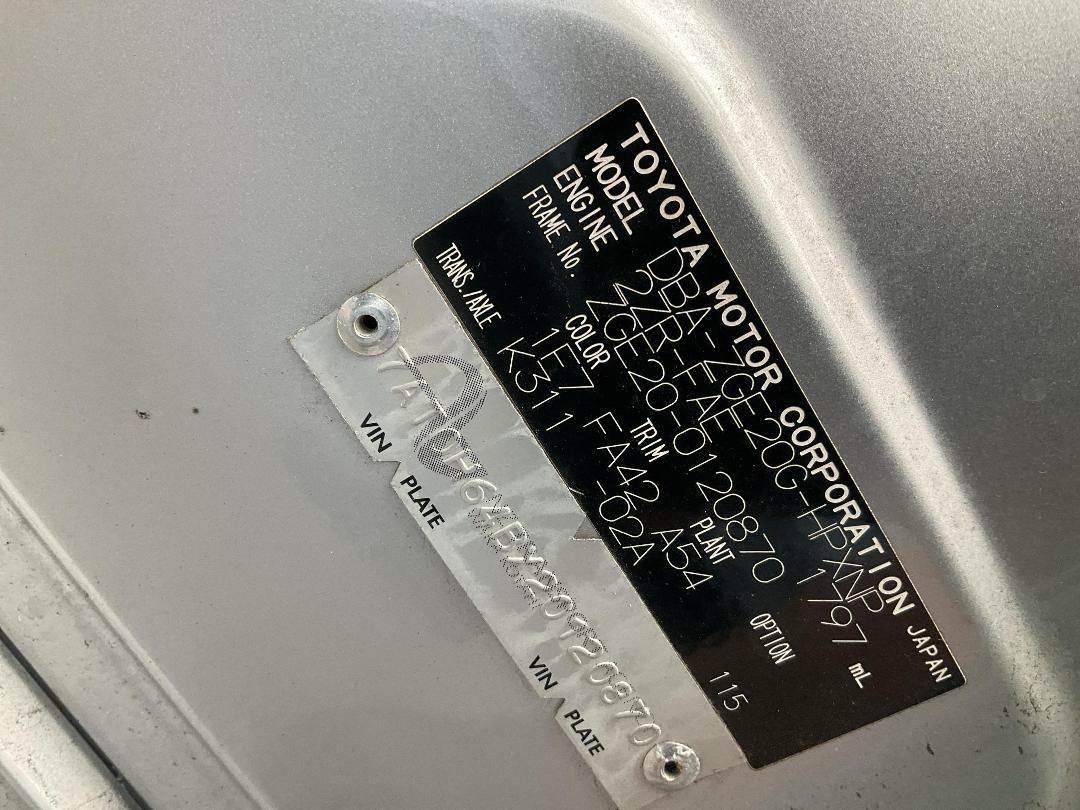 TOYOTA MOTOR CORPORATION JAPAN
MODEL DBA-ZGE20G-HPXNP
ENGINE 2ZR-FAE 1797 mL
FRAME No. ZGE20-0120870
COLOR TRIM PLANT OPTION
1F7 FA42 A54
TRANS./AXLE K311 -02A
115
VIN PLATE
VIN PLATE